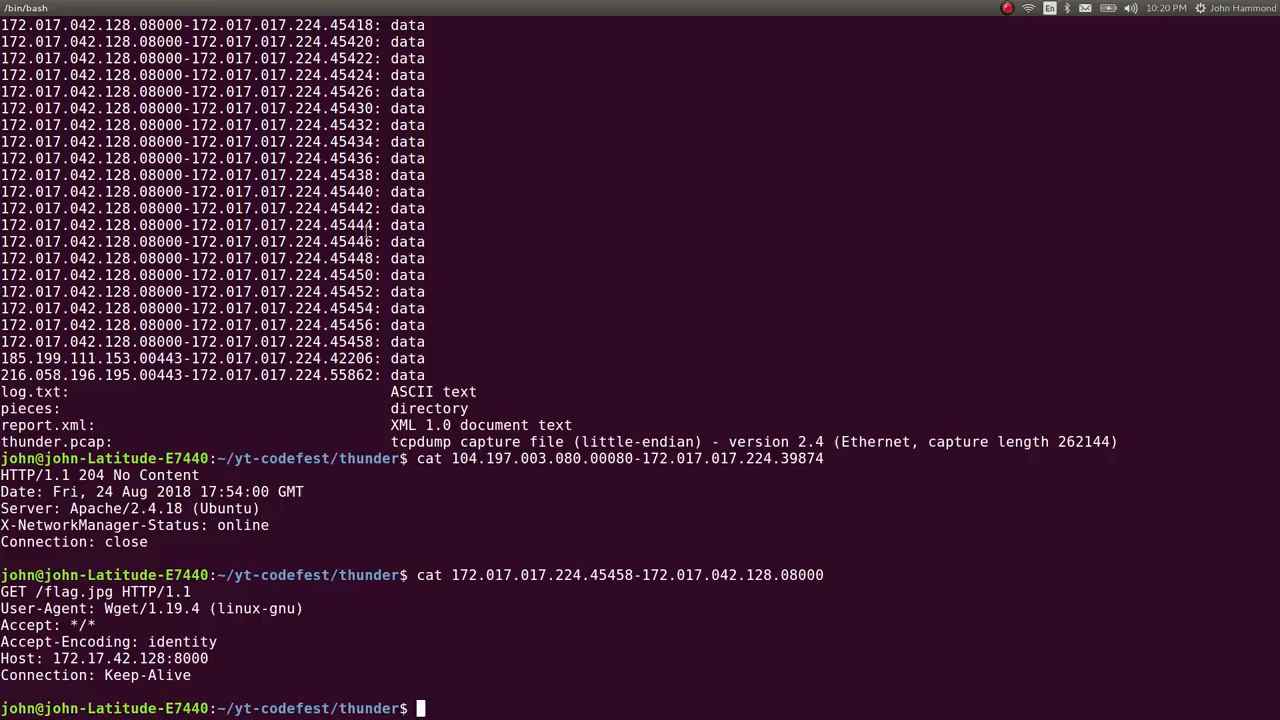 /bin/bash
En
10:20 PM
John Hammond
172.017.042.128.08000-172.017.017.224.45418: data
172.017.042.128.08000-172.017.017.224.45420: data
172.017.042.128.08000-172.017.017.224.45422: data
172.017.042.128.08000-172.017.017.224.45424: data
172.017.042.128.08000-172.017.017.224.45426: data
172.017.042.128.08000-172.017.017.224.45430: data
172.017.042.128.08000-172.017.017.224.45432: data
172.017.042.128.08000-172.017.017.224.45434: data
172.017.042.128.08000-172.017.017.224.45436: data
172.017.042.128.08000-172.017.017.224.45438: data
172.017.042.128.08000-172.017.017.224.45440: data
172.017.042.128.08000-172.017.017.224.45442: data
172.017.042.128.08000-172.017.017.224.45444: data
172.017.042.128.08000-172.017.017.224.45446: data
172.017.042.128.08000-172.017.017.224.45448: data
172.017.042.128.08000-172.017.017.224.45450: data
172.017.042.128.08000-172.017.017.224.45452: data
172.017.042.128.08000-172.017.017.224.45454: data
172.017.042.128.08000-172.017.017.224.45456: data
172.017.042.128.08000-172.017.017.224.45458: data
185.199.111.153.00443-172.017.017.224.42206: data
216.058.196.195.00443-172.017.017.224.55862: data
log.txt: ASCII text
pieces: directory
report.xml: XML 1.0 document text
thunder.pcap: tcpdump capture file (little-endian) - version 2.4 (Ethernet, capture length 262144)
john@john-Latitude-E7440:~/yt-codefest/thunder$ cat 104.197.003.080.00080-172.017.017.224.39874
HTTP/1.1 204 No Content
Date: Fri, 24 Aug 2018 17:54:00 GMT
Server: Apache/2.4.18 (Ubuntu)
X-NetworkManager-Status: online
Connection: close
john@john-Latitude-E7440:~/yt-codefest/thunder$ cat 172.017.017.224.45458-172.017.042.128.08000
GET /flag.jpg HTTP/1.1
User-Agent: Wget/1.19.4 (linux-gnu)
Accept: */*
Accept-Encoding: identity
Host: 172.17.42.128:8000
Connection: Keep-Alive
john@john-Latitude-E7440:~/yt-codefest/thunder$